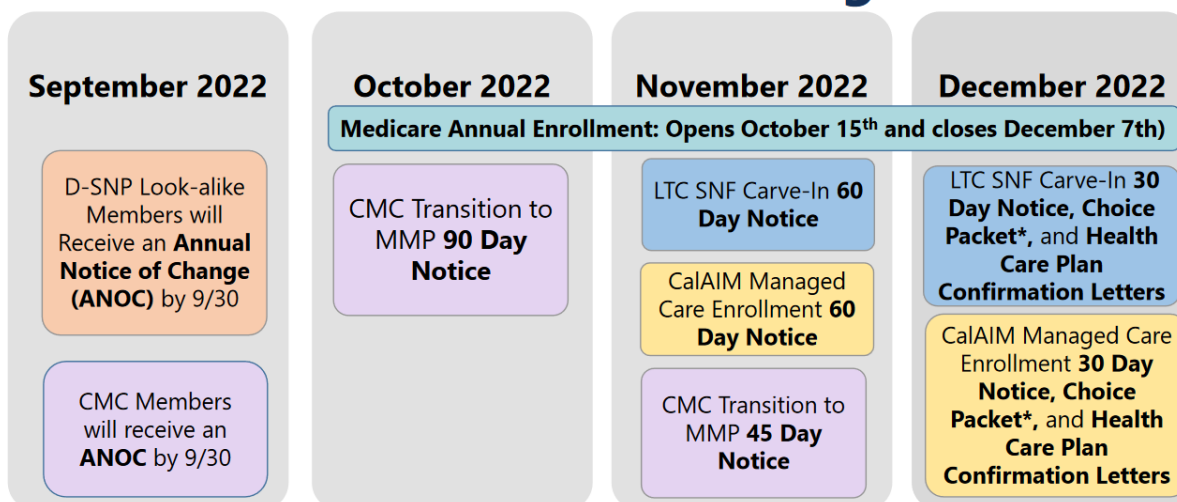 September 2022
October 2022
November 2022
December 2022
Medicare Annual Enrollment: Opens October 15th and closes December 7th)
D-SNP Look-alike
Members will
Receive an Annual
Notice of Change
(ANOC) by 9/30
CMC Members
will receive an
ANOC by 9/30
CMC Transition to
MMP 90 Day
Notice
LTC SNF Carve-In 60
Day Notice
CalAIM Managed
Care Enrollment 60
Day Notice
CMC Transition to
MMP 45 Day
Notice
LTC SNF Carve-In 30
Day Notice, Choice
Packet*, and Health
Care Plan
Confirmation Letters
CalAIM Managed Care
Enrollment 30 Day
Notice, Choice
Packet*, and Health
Care Plan
Confirmation Letters